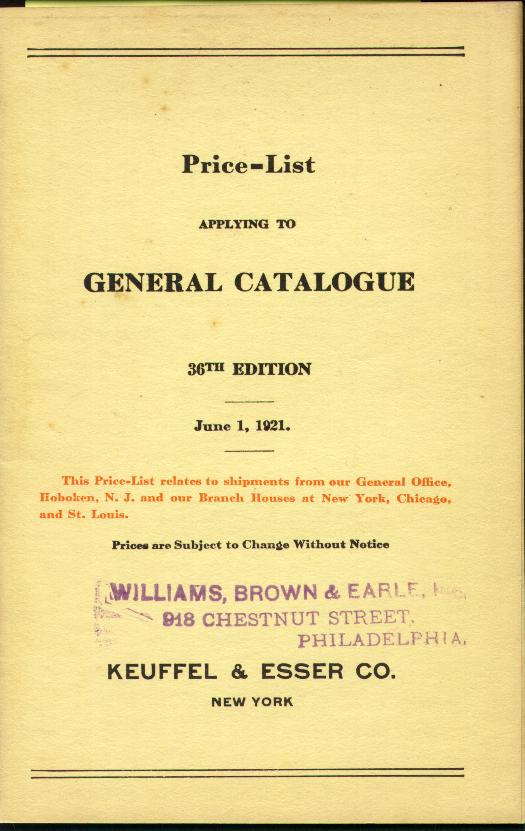 Price-List
APPLYING TO
GENERAL CATALOGUE
36TH EDITION
June 1, 1921.
This Price-List relates to shipments from our General Office,
Hoboken, N. J. and our Branch Houses at New York, Chicago,
and St. Louis.
Prices are Subject to Change Without Notice
WILLIAMS, BROWN & EARLE,
918 CHESTNUT STREET,
PHILADELPHIA,
KEUFFEL & ESSER CO.
NEW YORK